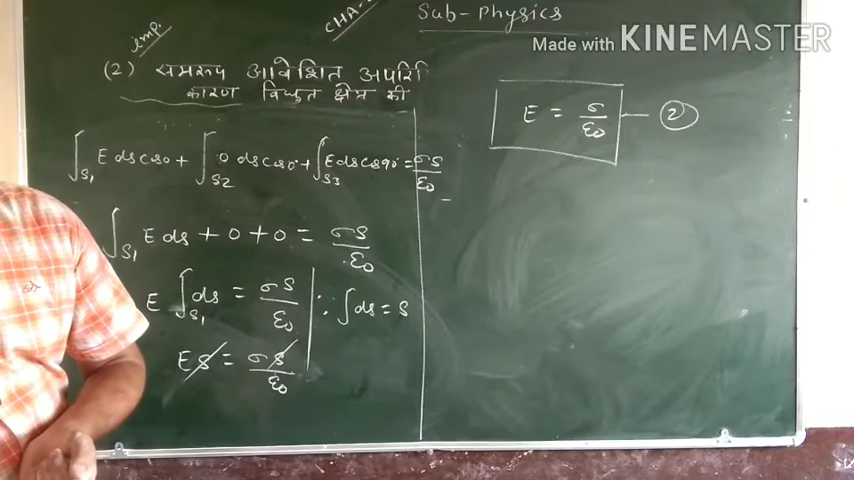 Sub-Physics
Made with KINEMASTER
imp.
CHA-
(2) समरूप आवेशित अपरि
कारण विद्युत क्षेत्र की
∫S₁ E ds cos0 + ∫S₂ 0 ds cos0° + ∫S₃ E ds cos90° = σs/ε₀
∫S₁ E ds + 0 + 0 = σs/ε₀
E ∫S₁ ds = σs/ε₀ | ∵ ∫ds = s
Es = σs/ε₀
E = σ/ε₀ — ②